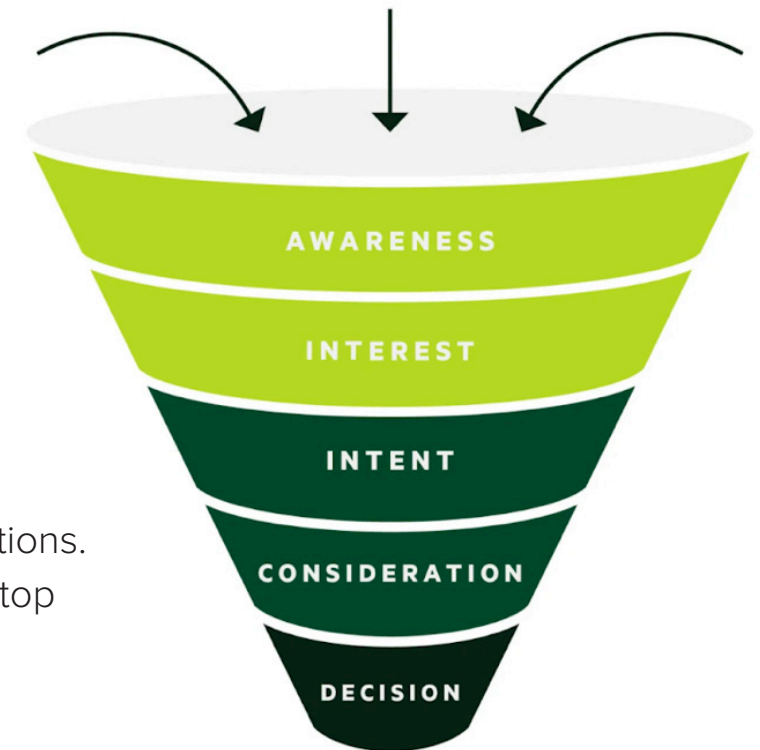 AWARENESS
INTEREST
INTENT
tions.
CONSIDERATION
top
DECISION